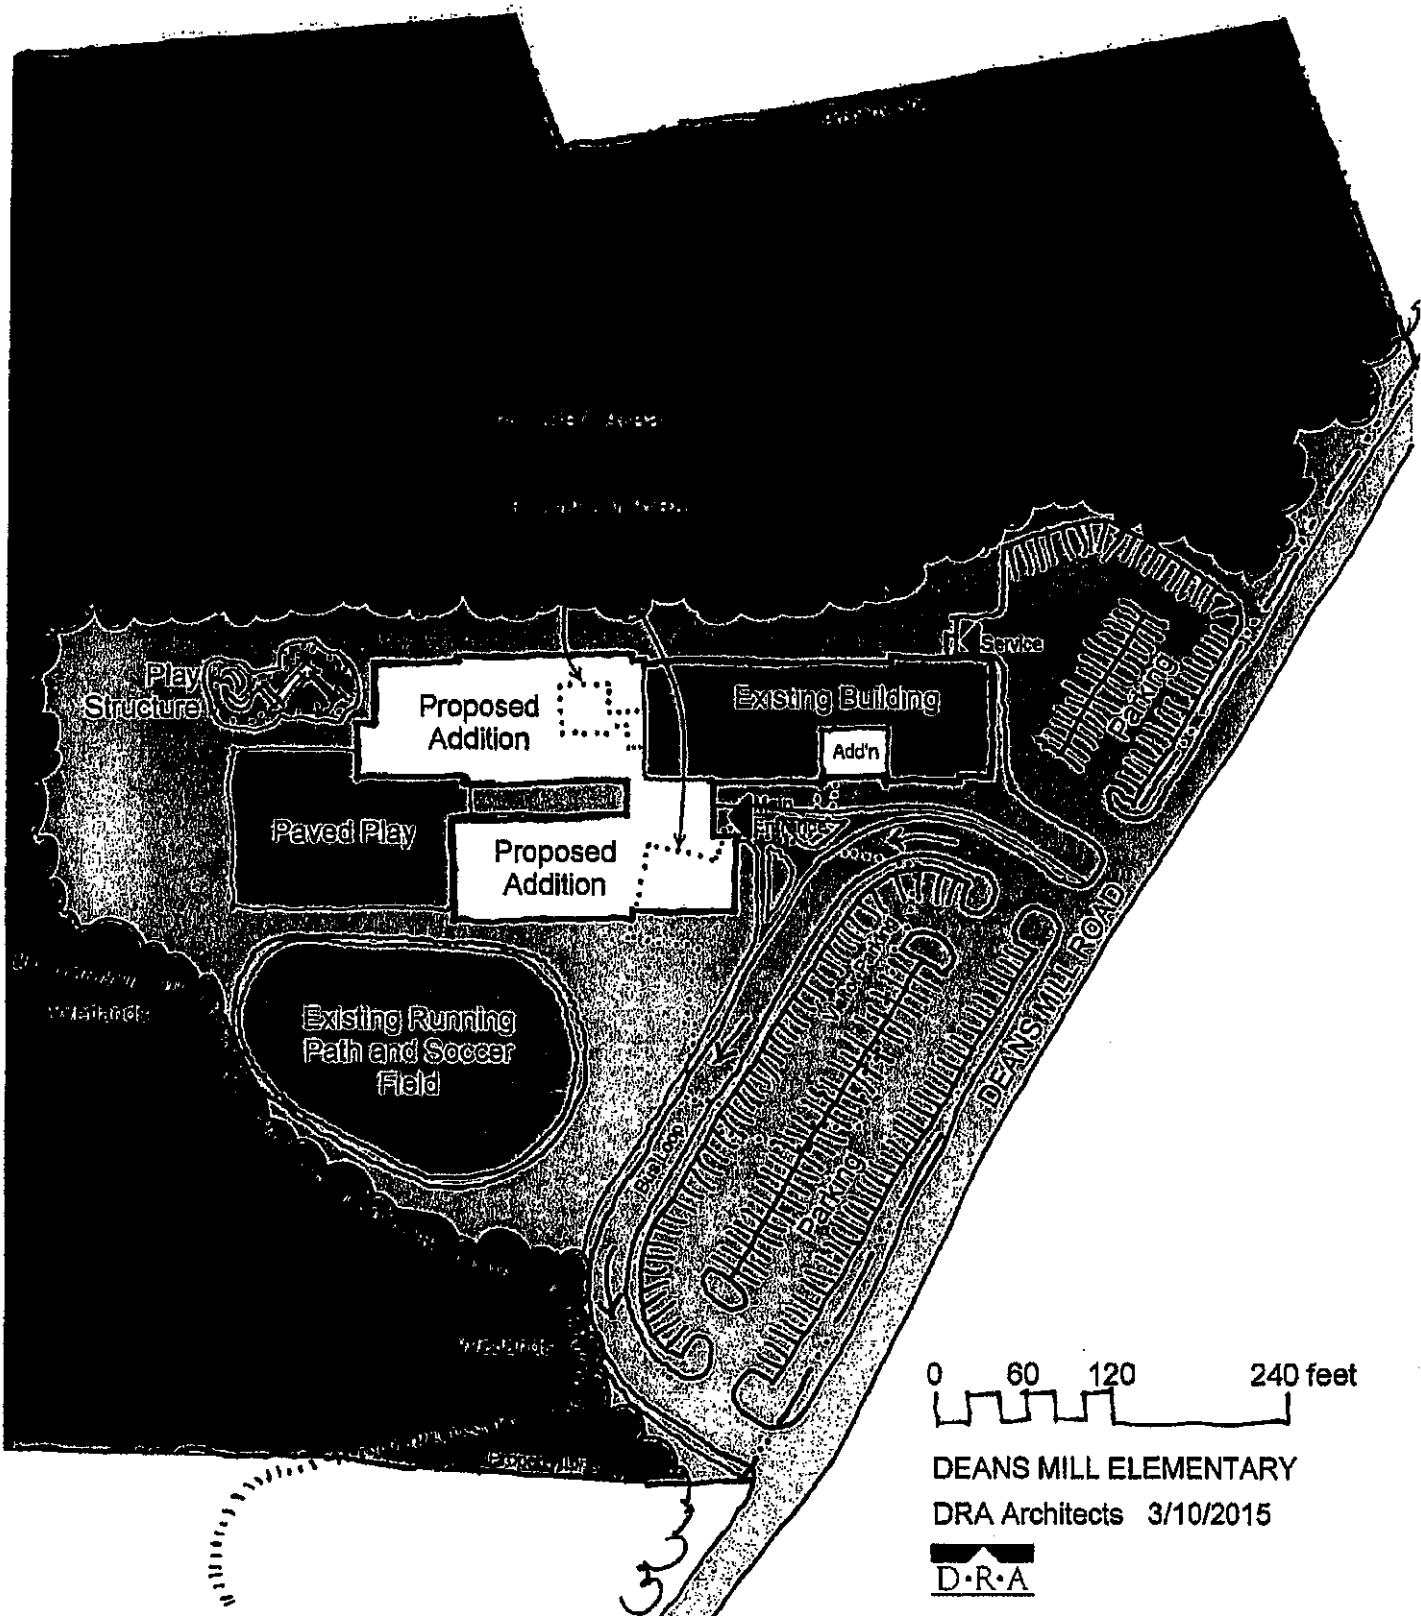 Service
Play
Structure
Proposed
Addition
Existing Building
Add'n
Parking
Main
Entrance
Paved Play
Proposed
Addition
DEANS MILL ROAD
Wetlands
Existing Running
Path and Soccer
Field
Bus Loop
Parking
Wetlands
Property line
0 60 120 240 feet
DEANS MILL ELEMENTARY
DRA Architects 3/10/2015
D·R·A